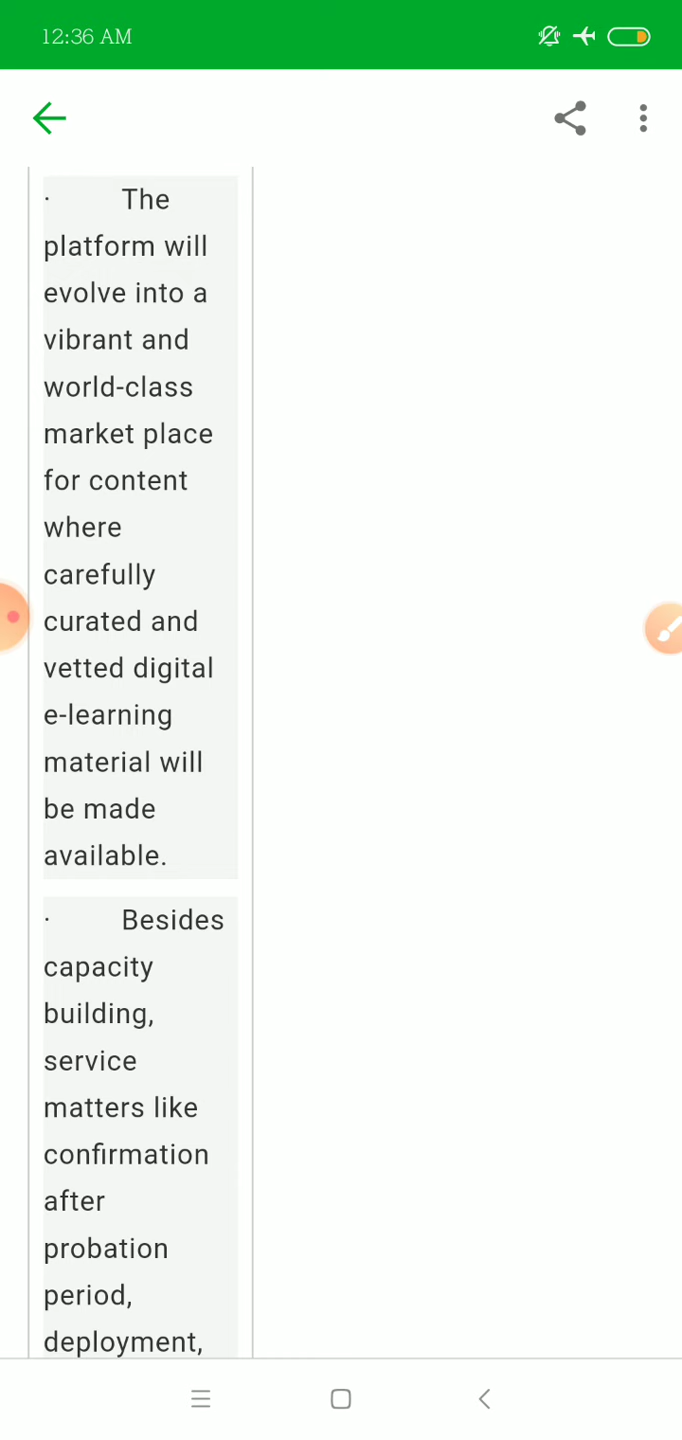 12:36 AM
· The
platform will
evolve into a
vibrant and
world-class
market place
for content
where
carefully
curated and
vetted digital
e-learning
material will
be made
available.
· Besides
capacity
building,
service
matters like
confirmation
after
probation
period,
deployment,